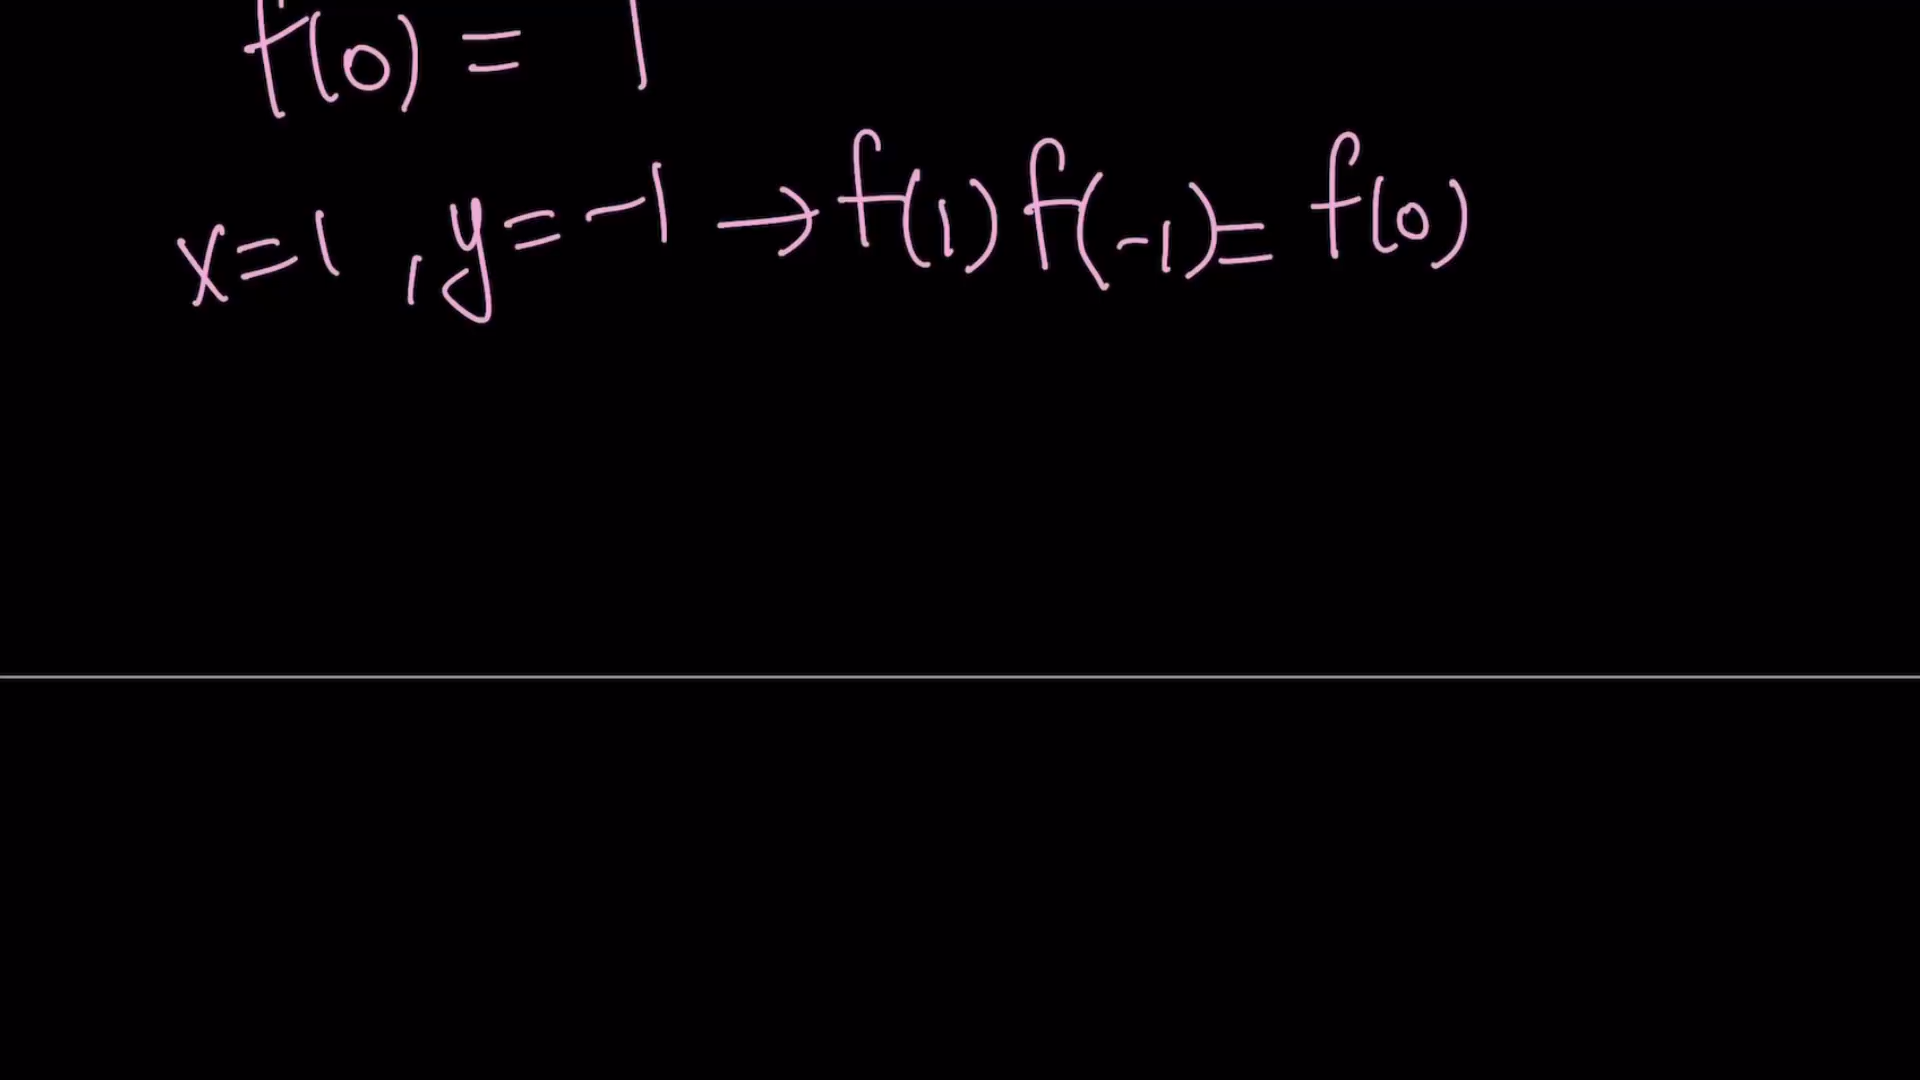 f(0) = 1
x=1 , y=-1 → f(1) f(-1) = f(0)